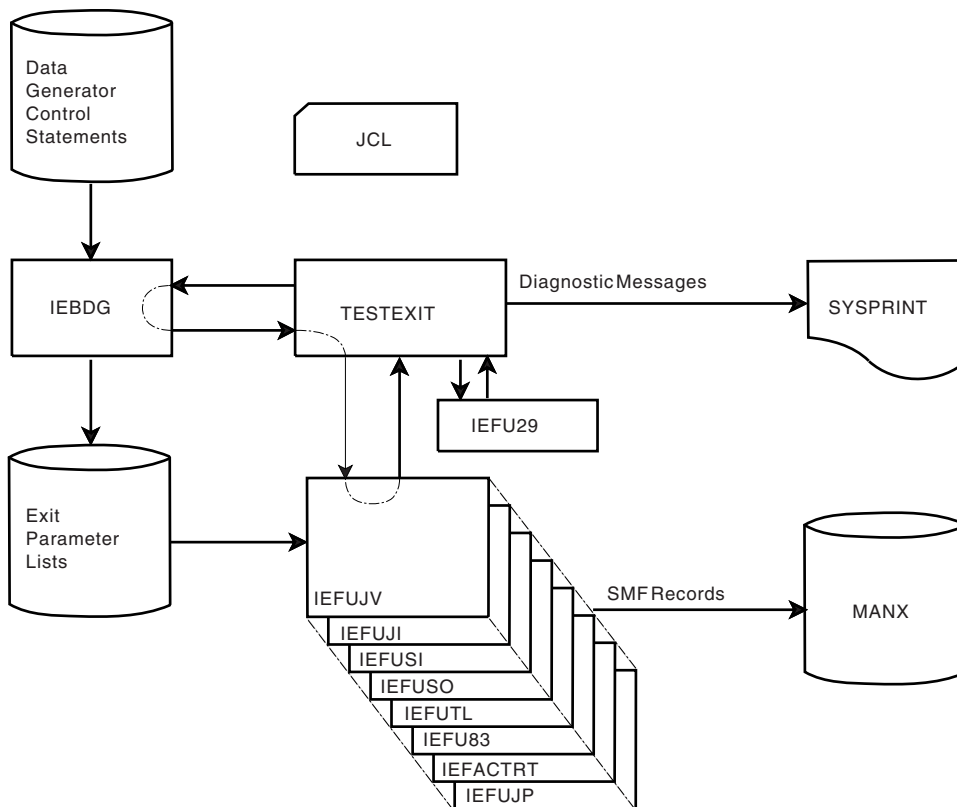 Data
Generator
Control
Statements
JCL
IEBDG
TESTEXIT
Diagnostic Messages
SYSPRINT
IEFU29
Exit
Parameter
Lists
IEFUJV
SMF Records
MANX
IEFUJI
IEFUSI
IEFUSO
IEFUTL
IEFU83
IEFACTRT
IEFUJP